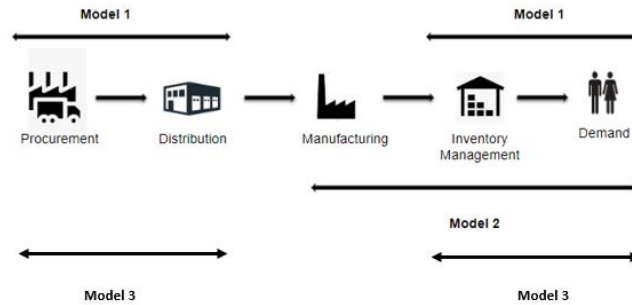 Model 1
Model 1
Procurement
Distribution
Manufacturing
Inventory
Management
Demand
Model 2
Model 3
Model 3